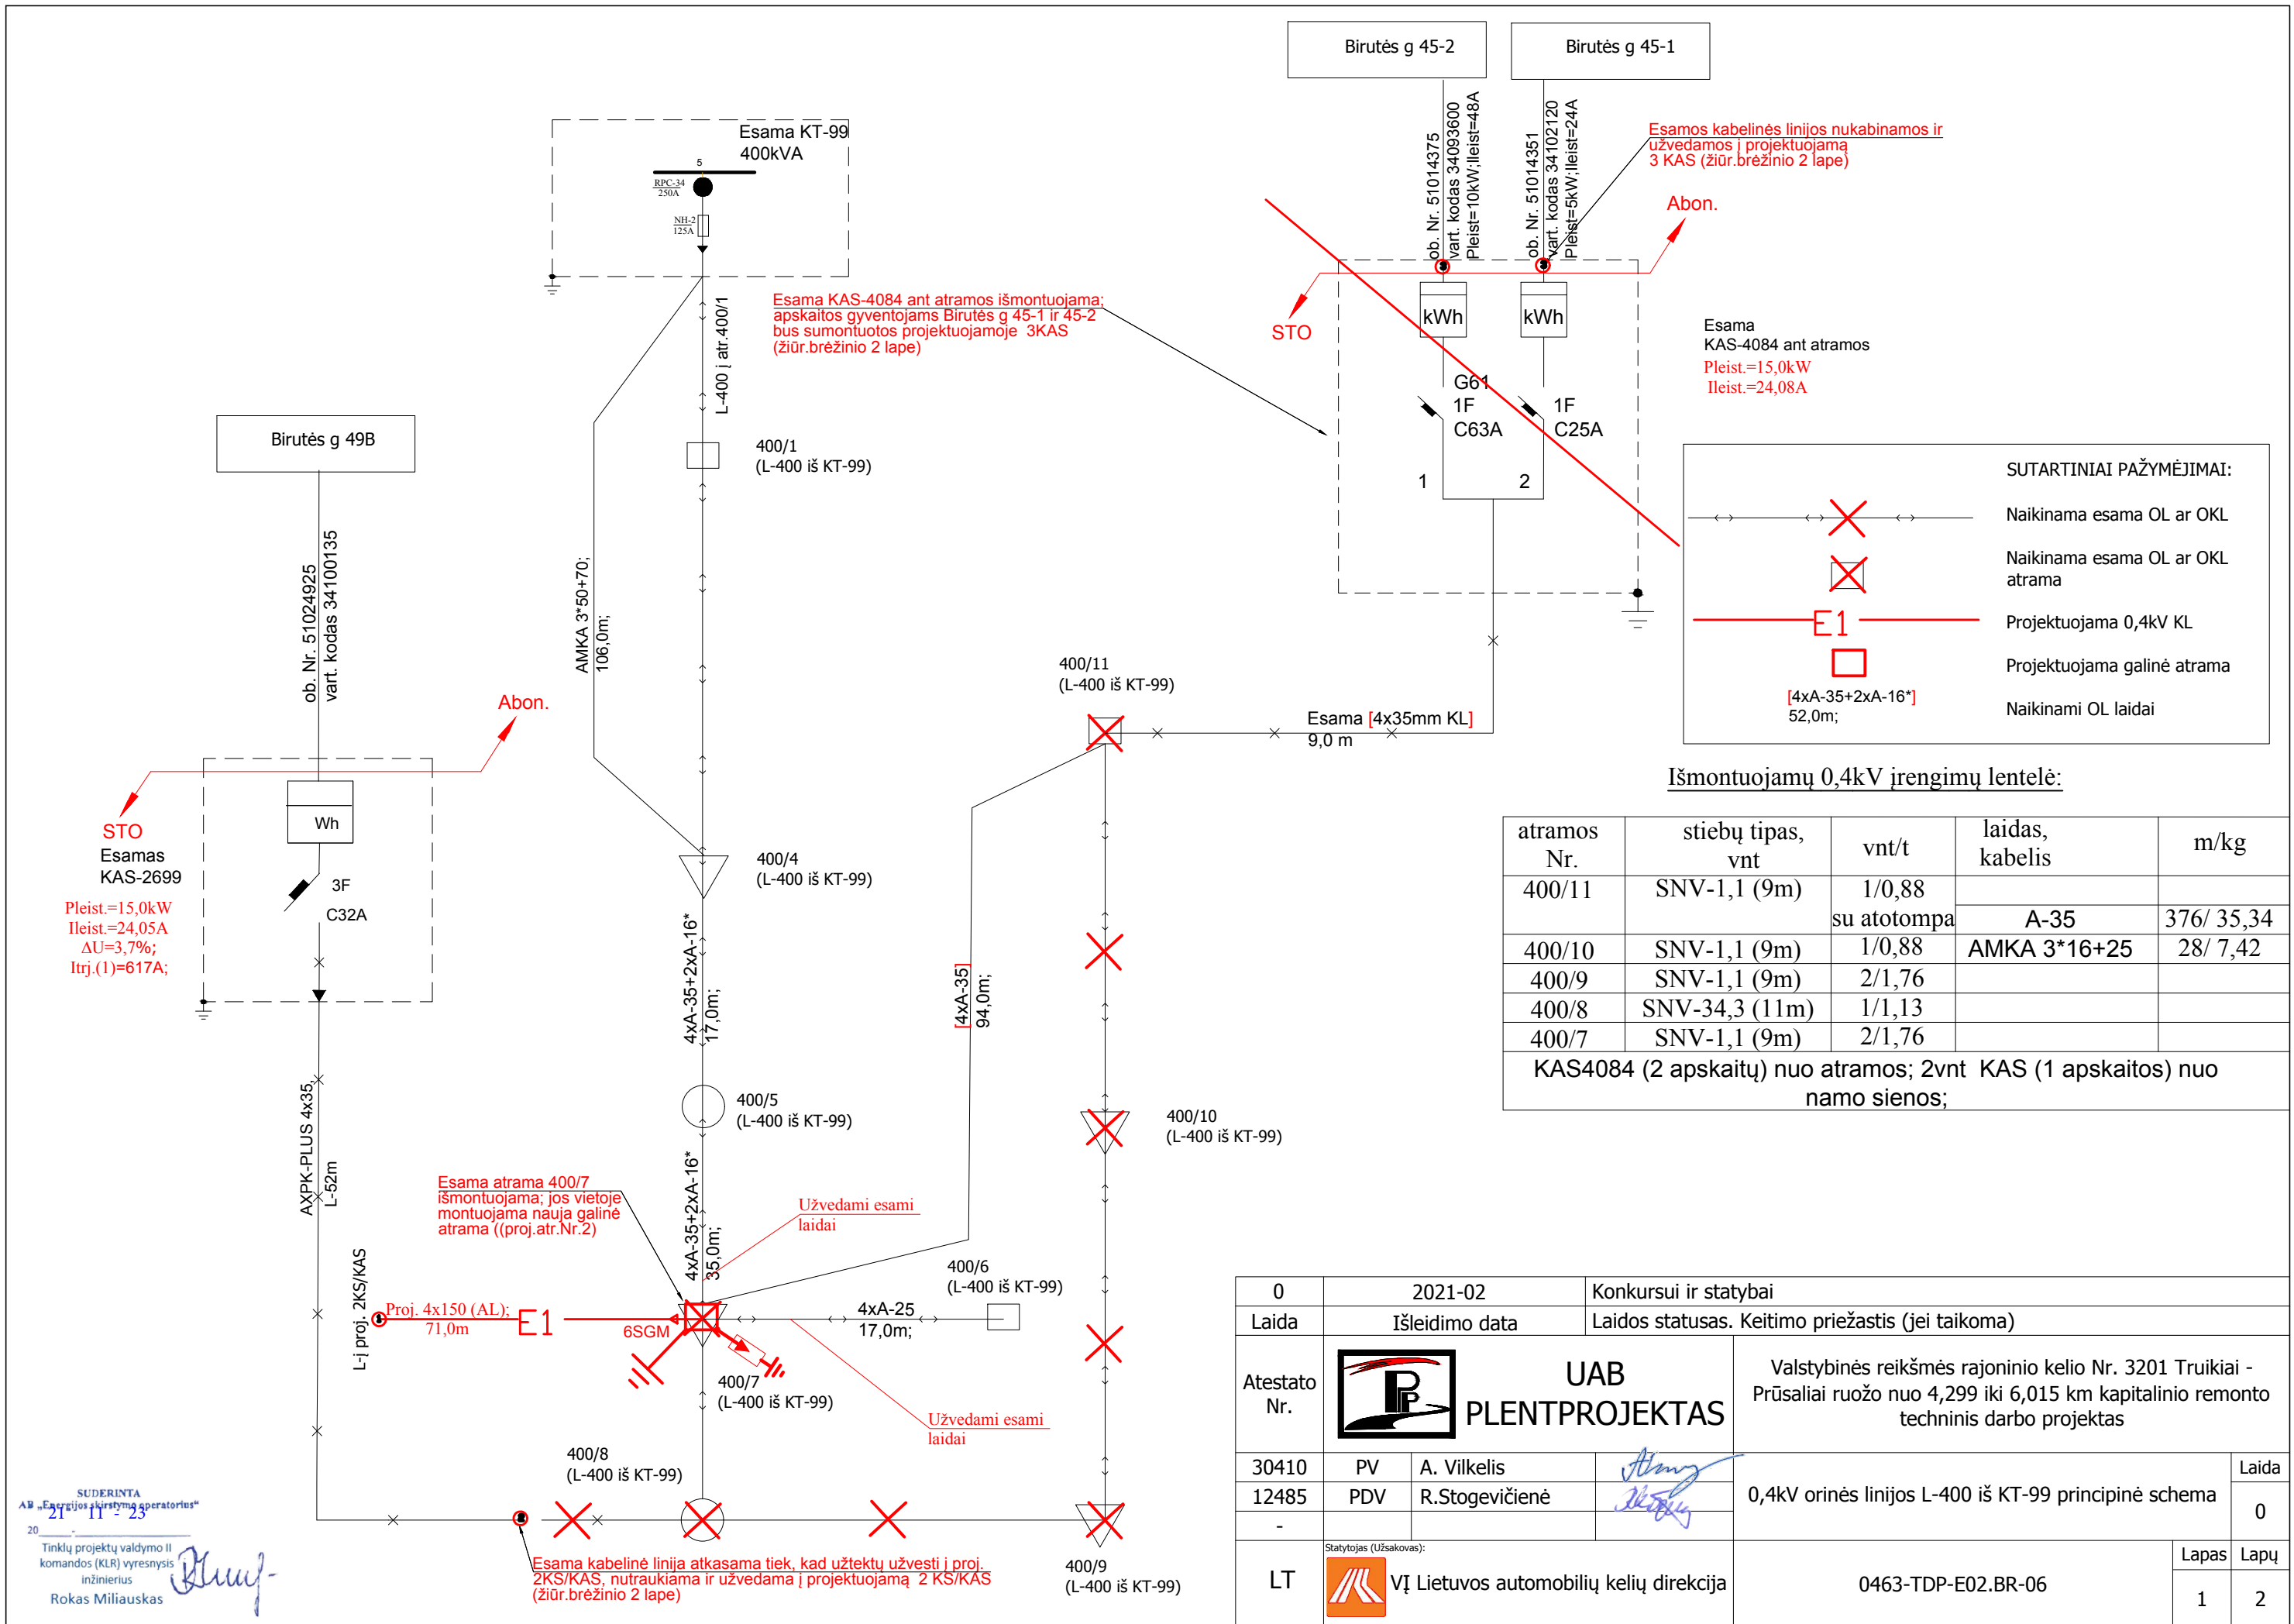 Birutės g 45-2
Birutės g 45-1
ob. Nr. 51014375
vart. kodas 34093600
Pleist=10kW;Ileist=48A
ob. Nr. 51014351
vart. kodas 34102120
Pleist=5kW;Ileist=24A
Esamos kabelinės linijos nukabinamos ir
užvedamos į projektuojamą
3 KAS (žiūr.brėžinio 2 lape)
Abon.
STO
kWh
kWh
G61
1F
C63A
1F
C25A
1
2
Esama
KAS-4084 ant atramos
Pleist.=15,0kW
Ileist.=24,08A
Esama KT-99
400kVA
5
RPC-34
250A
NH-2
125A
L-400 į atr.400/1
Esama KAS-4084 ant atramos išmontuojama;
apskaitos gyventojams Birutės g 45-1 ir 45-2
bus sumontuotos projektuojamoje 3KAS
(žiūr.brėžinio 2 lape)
400/1
(L-400 iš KT-99)
AMKA 3*50+70;
106,0m;
Birutės g 49B
ob. Nr. 51024925
vart. kodas 34100135
Abon.
STO
Esamas
KAS-2699
Pleist.=15,0kW
Ileist.=24,05A
ΔU=3,7%;
Itrj.(1)=617A;
Wh
3F
C32A
AXPK-PLUS 4x35,
L-52m
400/4
(L-400 iš KT-99)
4xA-35+2xA-16*
17,0m;
400/5
(L-400 iš KT-99)
4xA-35+2xA-16*
35,0m;
[4xA-35]
94,0m;
400/11
(L-400 iš KT-99)
Esama [4x35mm KL]
9,0 m
400/10
(L-400 iš KT-99)
Esama atrama 400/7
išmontuojama; jos vietoje
montuojama nauja galinė
atrama ((proj.atr.Nr.2)
Užvedami esami
laidai
400/6
(L-400 iš KT-99)
4xA-25
17,0m;
L-į proj. 2KS/KAS
Proj. 4x150 (AL);
71,0m
E1
6SGM
400/7
(L-400 iš KT-99)
Užvedami esami
laidai
400/8
(L-400 iš KT-99)
400/9
(L-400 iš KT-99)
Esama kabelinė linija atkasama tiek, kad užtektų užvesti į proj.
2KS/KAS, nutraukiama ir užvedama į projektuojamą 2 KS/KAS
(žiūr.brėžinio 2 lape)
SUTARTINIAI PAŽYMĖJIMAI:
Naikinama esama OL ar OKL
Naikinama esama OL ar OKL
atrama
E1
Projektuojama 0,4kV KL
Projektuojama galinė atrama
[4xA-35+2xA-16*]
52,0m;
Naikinami OL laidai
Išmontuojamų 0,4kV įrengimų lentelė:
atramos Nr. stiebų tipas, vnt vnt/t laidas, kabelis m/kg
400/11 SNV-1,1 (9m) 1/0,88
su atotompa A-35 376/ 35,34
400/10 SNV-1,1 (9m) 1/0,88 AMKA 3*16+25 28/ 7,42
400/9 SNV-1,1 (9m) 2/1,76
400/8 SNV-34,3 (11m) 1/1,13
400/7 SNV-1,1 (9m) 2/1,76
KAS4084 (2 apskaitų) nuo atramos; 2vnt KAS (1 apskaitos) nuo
namo sienos;
0 2021-02 Konkursui ir statybai
Laida Išleidimo data Laidos statusas. Keitimo priežastis (jei taikoma)
Atestato
Nr.
UAB
PLENTPROJEKTAS
Valstybinės reikšmės rajoninio kelio Nr. 3201 Truikiai -
Prūsaliai ruožo nuo 4,299 iki 6,015 km kapitalinio remonto
techninis darbo projektas
30410 PV A. Vilkelis
12485 PDV R.Stogevičienė
-
0,4kV orinės linijos L-400 iš KT-99 principinė schema
Laida
0
LT
Statytojas (Užsakovas):
VĮ Lietuvos automobilių kelių direkcija
0463-TDP-E02.BR-06
Lapas Lapų
1 2
SUDERINTA
AB „Energijos skirstymo operatorius“
21 11 - 23
20 -
Tinklų projektų valdymo II
komandos (KLR) vyresnysis
inžinierius
Rokas Miliauskas